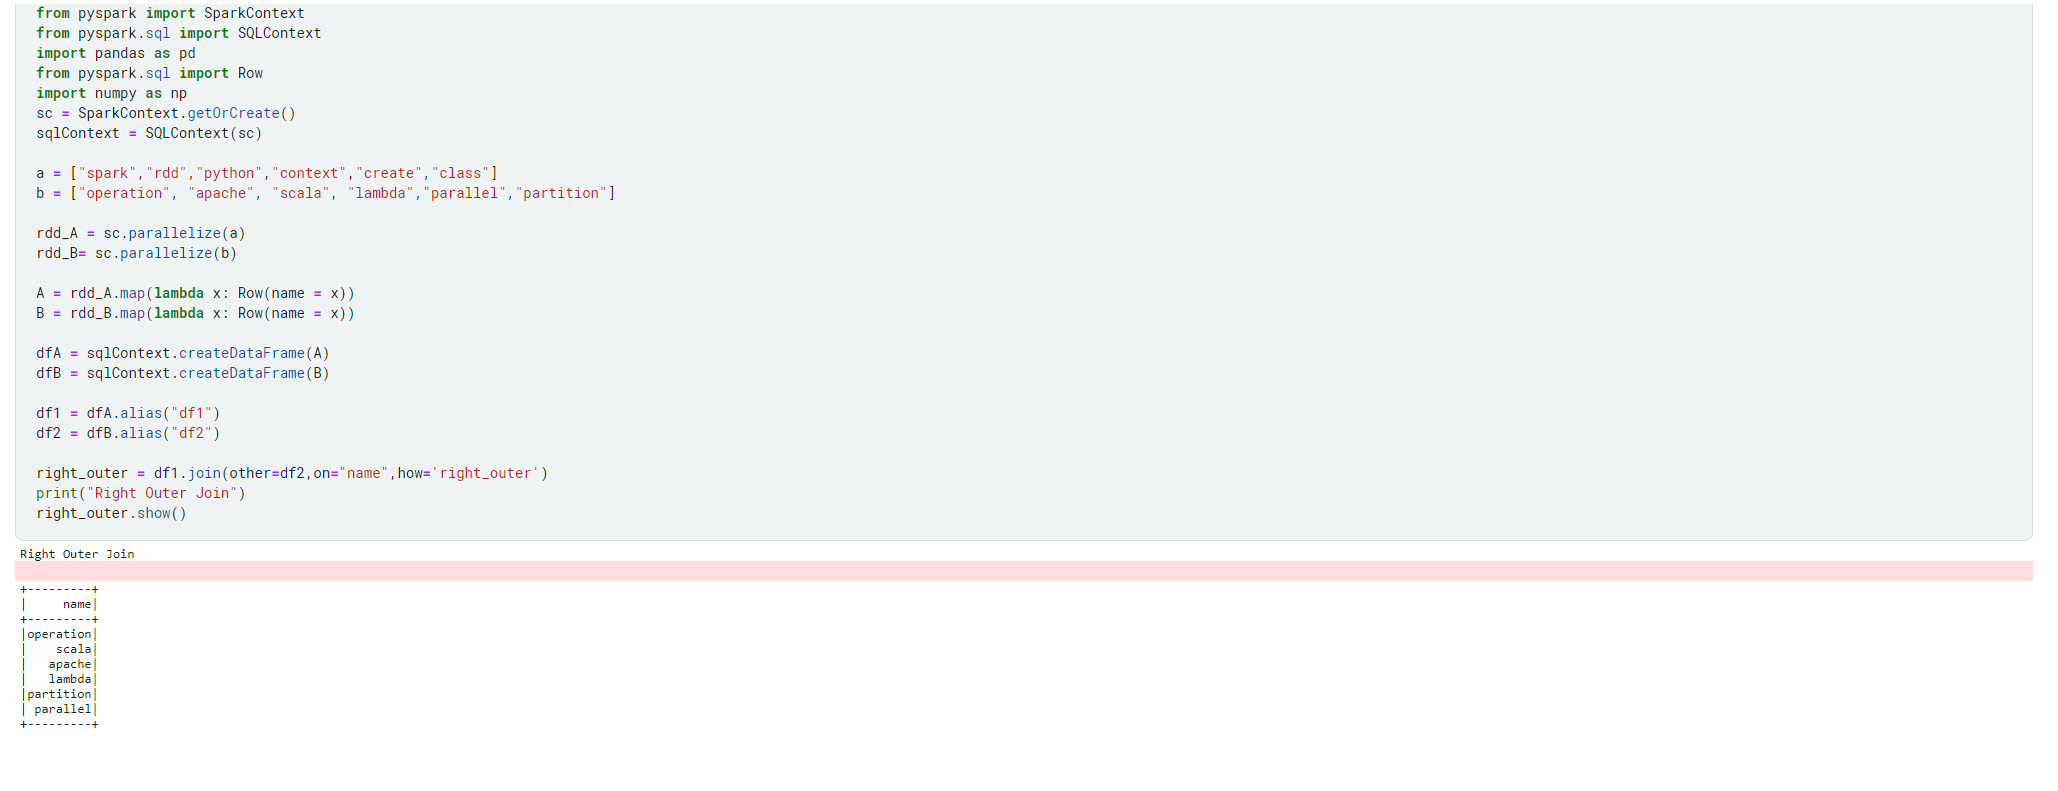 from pyspark import SparkContext
from pyspark.sql import SQLContext
import pandas as pd
from pyspark.sql import Row
import numpy as np
sc = SparkContext.getOrCreate()
sqlContext = SQLContext(sc)
a = ["spark","rdd","python","context","create","class"]
b = ["operation", "apache", "scala", "lambda","parallel","partition"]
rdd_A = sc.parallelize(a)
rdd_B= sc.parallelize(b)
A = rdd_A.map(lambda x: Row(name = x))
B = rdd_B.map(lambda x: Row(name = x))
dfA = sqlContext.createDataFrame(A)
dfB = sqlContext.createDataFrame(B)
df1 = dfA.alias("df1")
df2 = dfB.alias("df2")
right_outer = df1.join(other=df2,on="name",how='right_outer')
print("Right Outer Join")
right_outer.show()
Right Outer Join
+---------+
|     name|
+---------+
|operation|
|    scala|
|   apache|
|   lambda|
|partition|
| parallel|
+---------+